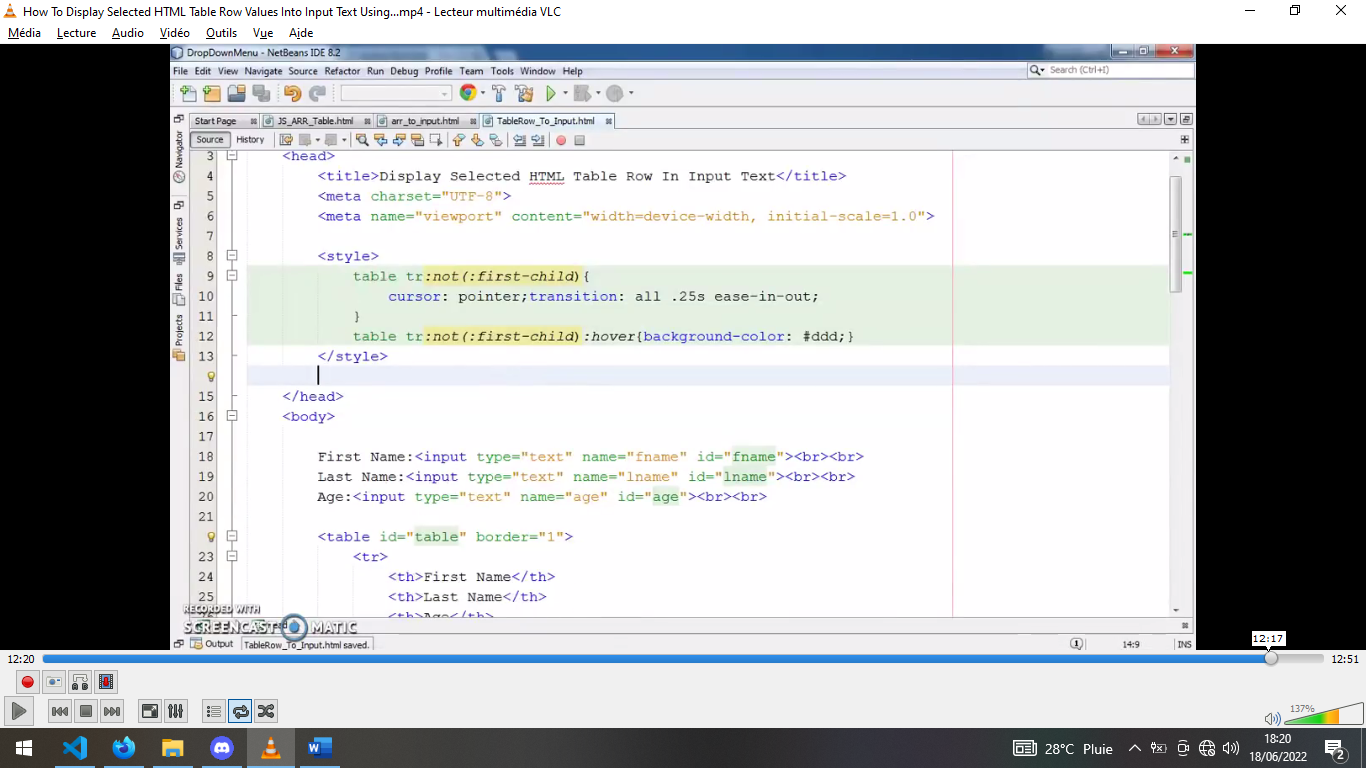 How To Display Selected HTML Table Row Values Into Input Text Using...mp4 - Lecteur multimédia VLC
Média Lecture Audio Vidéo Outils Vue Aide
DropDownMenu - NetBeans IDE 8.2
File Edit View Navigate Source Refactor Run Debug Profile Team Tools Window Help
Search (Ctrl+I)
Start Page JS_ARR_Table.html arr_to_input.html TableRow_To_Input.html
Source History
Navigator
Services
Files
Projects
3 <head>
4 <title>Display Selected HTML Table Row In Input Text</title>
5 <meta charset="UTF-8">
6 <meta name="viewport" content="width=device-width, initial-scale=1.0">
7
8 <style>
9 table tr:not(:first-child){
10 cursor: pointer;transition: all .25s ease-in-out;
11 }
12 table tr:not(:first-child):hover{background-color: #ddd;}
13 </style>
15 </head>
16 <body>
17
18 First Name:<input type="text" name="fname" id="fname"><br><br>
19 Last Name:<input type="text" name="lname" id="lname"><br><br>
20 Age:<input type="text" name="age" id="age"><br><br>
21
<table id="table" border="1">
23 <tr>
24 <th>First Name</th>
25 <th>Last Name</th>
<th>Age</th>
RECORDED WITH
SCREENCAST MATIC
Output TableRow_To_Input.html saved. 1 14:9 INS
12:17
12:20 12:51
137%
28°C Pluie
18:20
18/06/2022
2